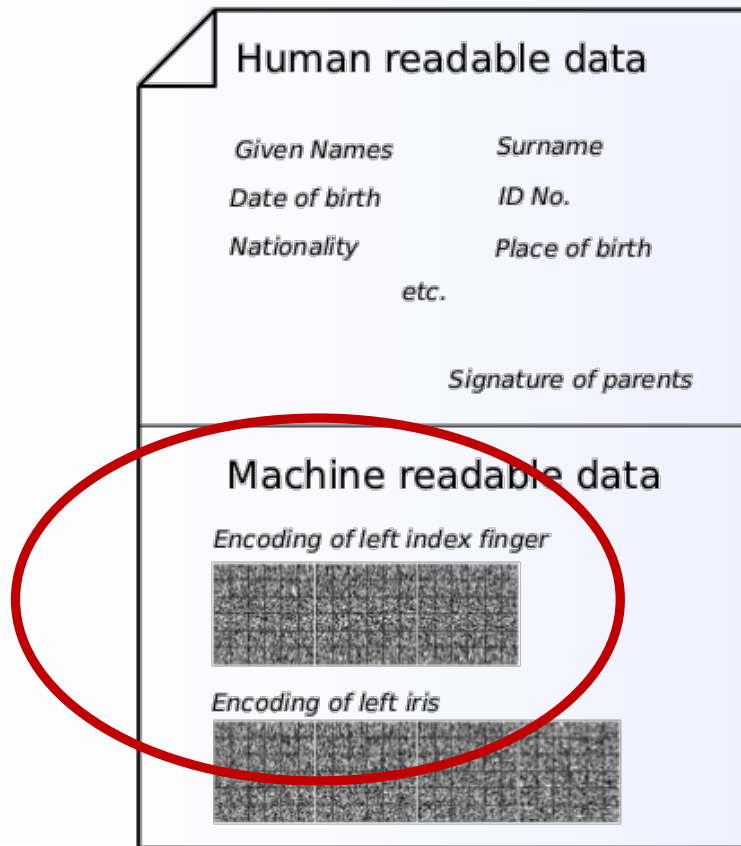 Human readable data
Given Names Surname
Date of birth ID No.
Nationality Place of birth
etc.
Signature of parents
Machine readable data
Encoding of left index finger
Encoding of left iris